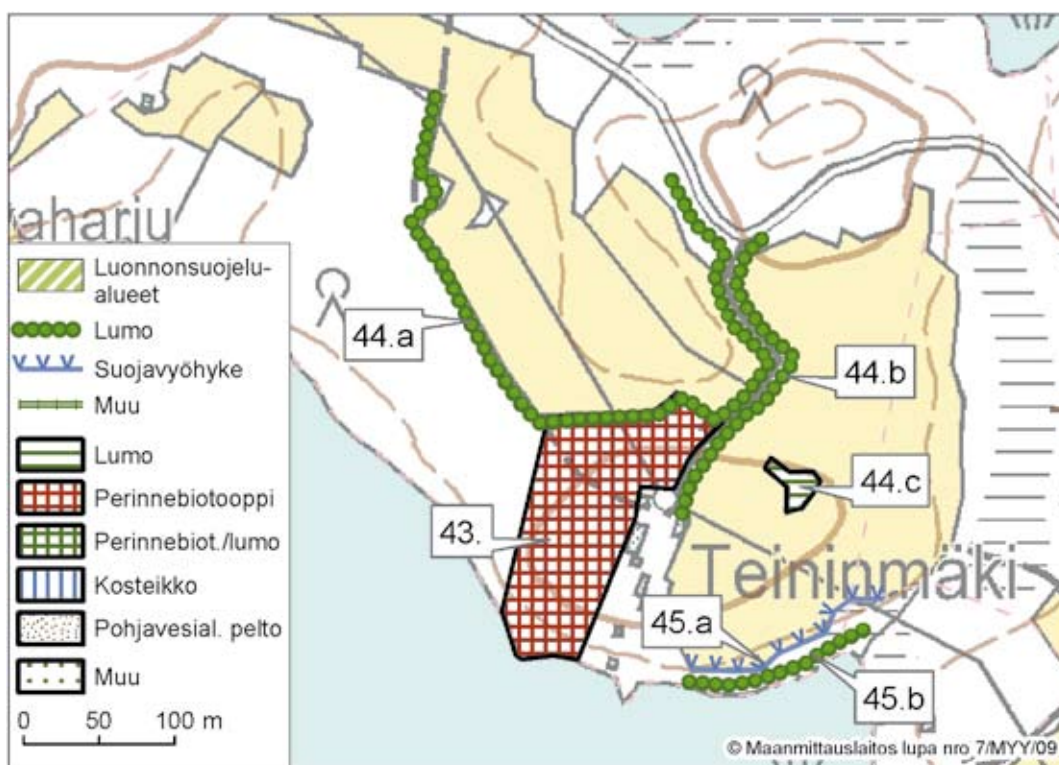 vaharju
Luonnonsuojelu-
alueet
Lumo
Suojavyöhyke
Muu
Lumo
Perinnebiotooppi
Perinnebiot./lumo
Kosteikko
Pohjavesial. pelto
Muu
0 50 100 m
44.a
44.b
44.c
43.
Teininmäki
45.a
45.b
© Maanmittauslaitos lupa nro 7/MYY/09